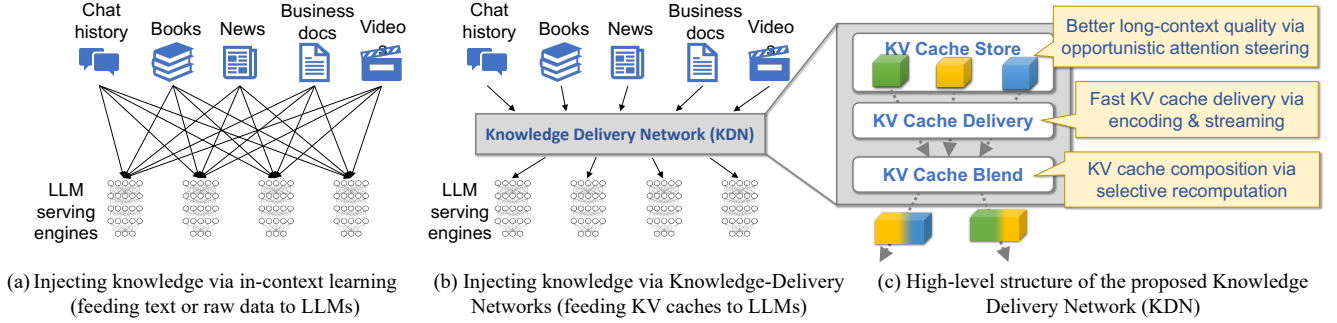 Chat
history
Books
News
Business
docs
Videos
LLM
serving
engines
(a) Injecting knowledge via in-context learning
(feeding text or raw data to LLMs)
Chat
history
Books
News
Business
docs
Videos
Knowledge Delivery Network (KDN)
LLM
serving
engines
(b) Injecting knowledge via Knowledge-Delivery
Networks (feeding KV caches to LLMs)
KV Cache Store
Better long-context quality via
opportunistic attention steering
KV Cache Delivery
Fast KV cache delivery via
encoding & streaming
KV Cache Blend
KV cache composition via
selective recomputation
(c) High-level structure of the proposed Knowledge
Delivery Network (KDN)